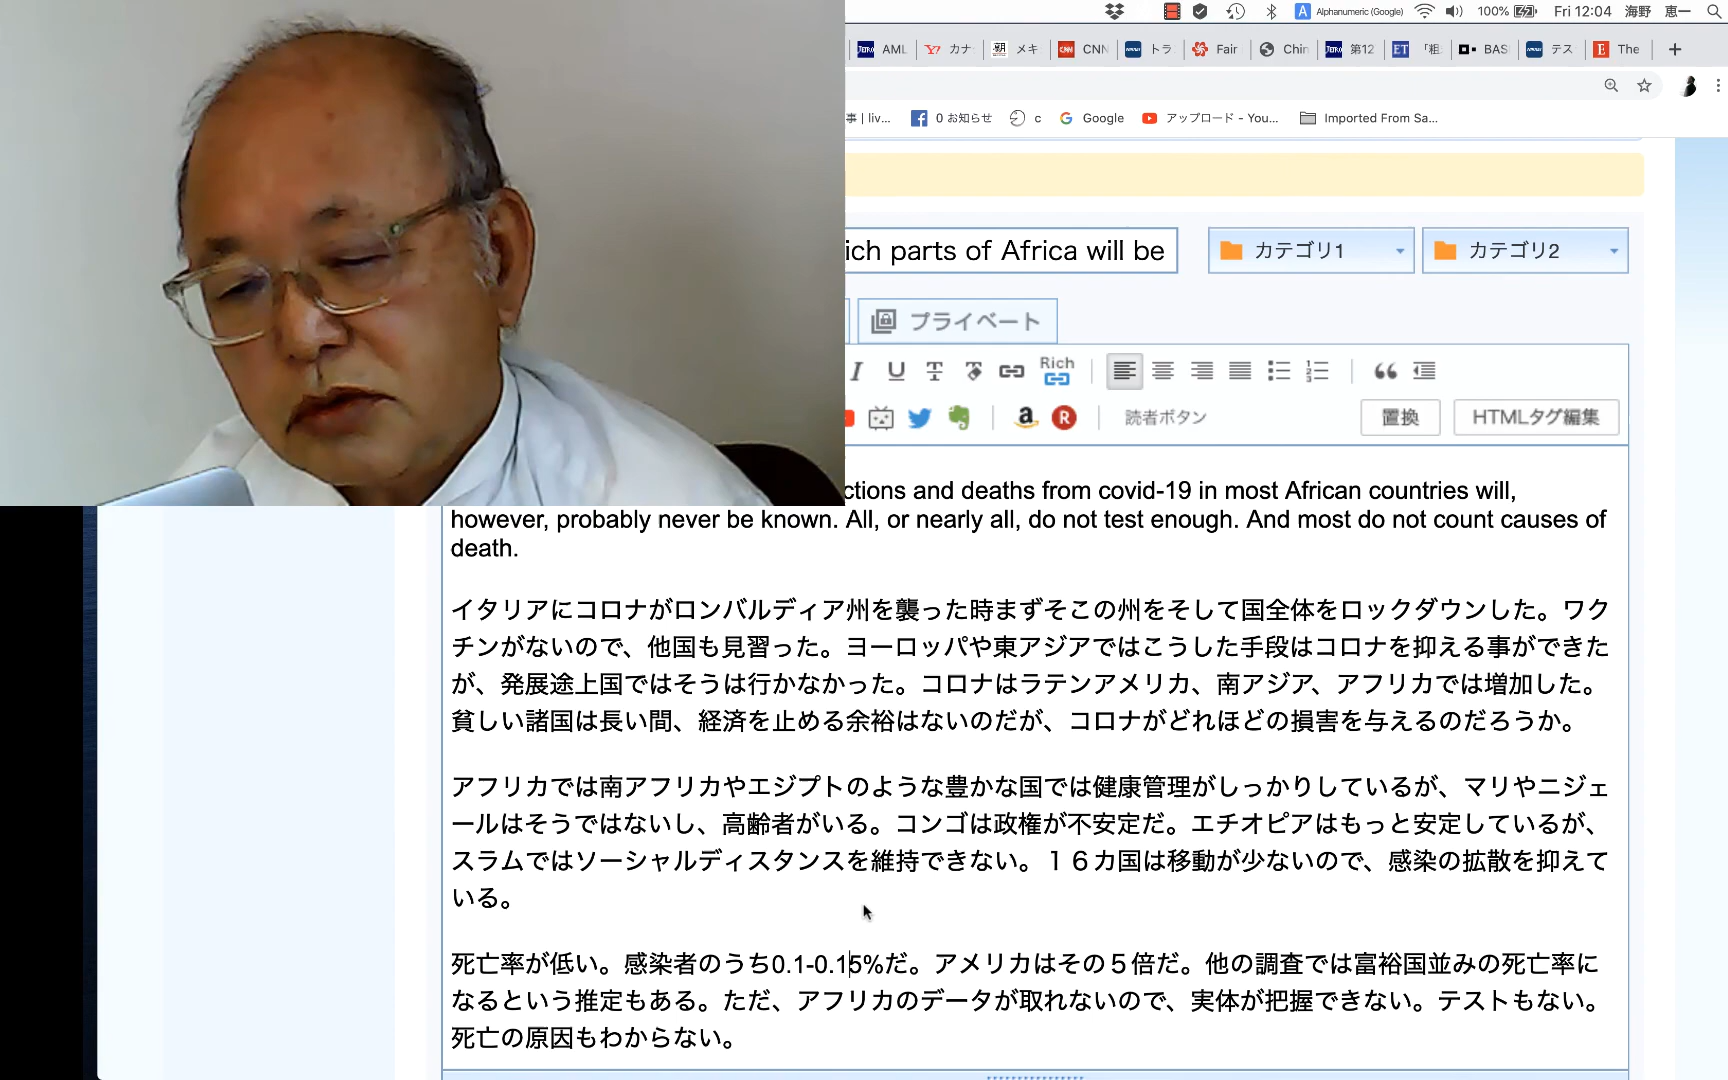 Alphanumeric (Google) 100% Fri 12:04 海野 恵一
AML カナ メキ CNN トラ Fair Chin 第12 ET 「粗 BAS テス The
事 | liv... 0 お知らせ c Google アップロード - You... Imported From Sa...
ich parts of Africa will be カテゴリ1 カテゴリ2
プライベート
Rich
読者ボタン 置換 HTMLタグ編集
ctions and deaths from covid-19 in most African countries will,
however, probably never be known. All, or nearly all, do not test enough. And most do not count causes of
death.
イタリアにコロナがロンバルディア州を襲った時まずそこの州をそして国全体をロックダウンした。ワク
チンがないので、他国も見習った。ヨーロッパや東アジアではこうした手段はコロナを抑える事ができた
が、発展途上国ではそうは行かなかった。コロナはラテンアメリカ、南アジア、アフリカでは増加した。
貧しい諸国は長い間、経済を止める余裕はないのだが、コロナがどれほどの損害を与えるのだろうか。
アフリカでは南アフリカやエジプトのような豊かな国では健康管理がしっかりしているが、マリやニジェ
ールはそうではないし、高齢者がいる。コンゴは政権が不安定だ。エチオピアはもっと安定しているが、
スラムではソーシャルディスタンスを維持できない。１６カ国は移動が少ないので、感染の拡散を抑えて
いる。
死亡率が低い。感染者のうち0.1-0.15%だ。アメリカはその５倍だ。他の調査では富裕国並みの死亡率に
なるという推定もある。ただ、アフリカのデータが取れないので、実体が把握できない。テストもない。
死亡の原因もわからない。